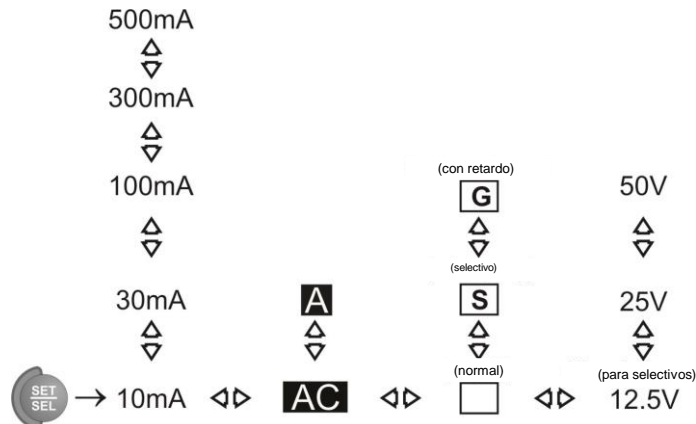 500mA
300mA
(con retardo)
100mA G 50V
(selectivo)
30mA A S 25V
(normal) (para selectivos)
SET
SEL
10mA AC 12.5V